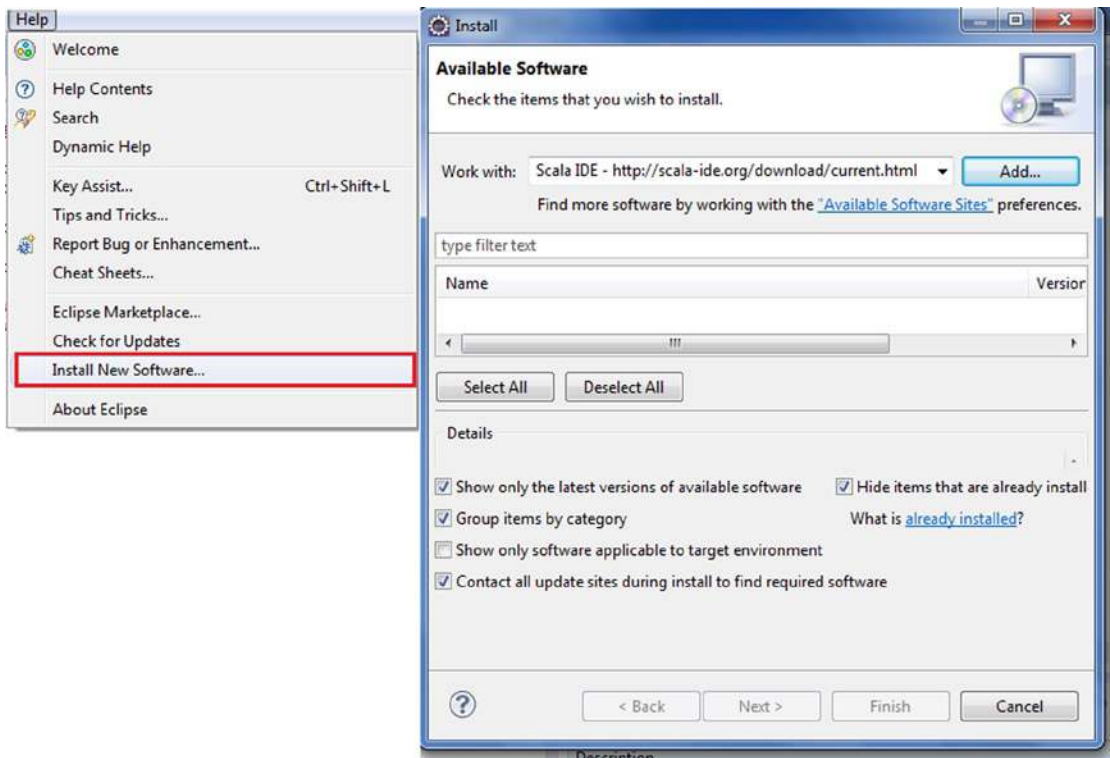 Help
Welcome
Help Contents
Search
Dynamic Help
Key Assist... Ctrl+Shift+L
Tips and Tricks...
Report Bug or Enhancement...
Cheat Sheets...
Eclipse Marketplace...
Check for Updates
Install New Software...
About Eclipse
Install
Available Software
Check the items that you wish to install.
Work with: Scala IDE - http://scala-ide.org/download/current.html Add...
Find more software by working with the "Available Software Sites" preferences.
type filter text
Name Version
Select All Deselect All
Details
Show only the latest versions of available software Hide items that are already install
Group items by category What is already installed?
Show only software applicable to target environment
Contact all update sites during install to find required software
< Back Next > Finish Cancel
Description